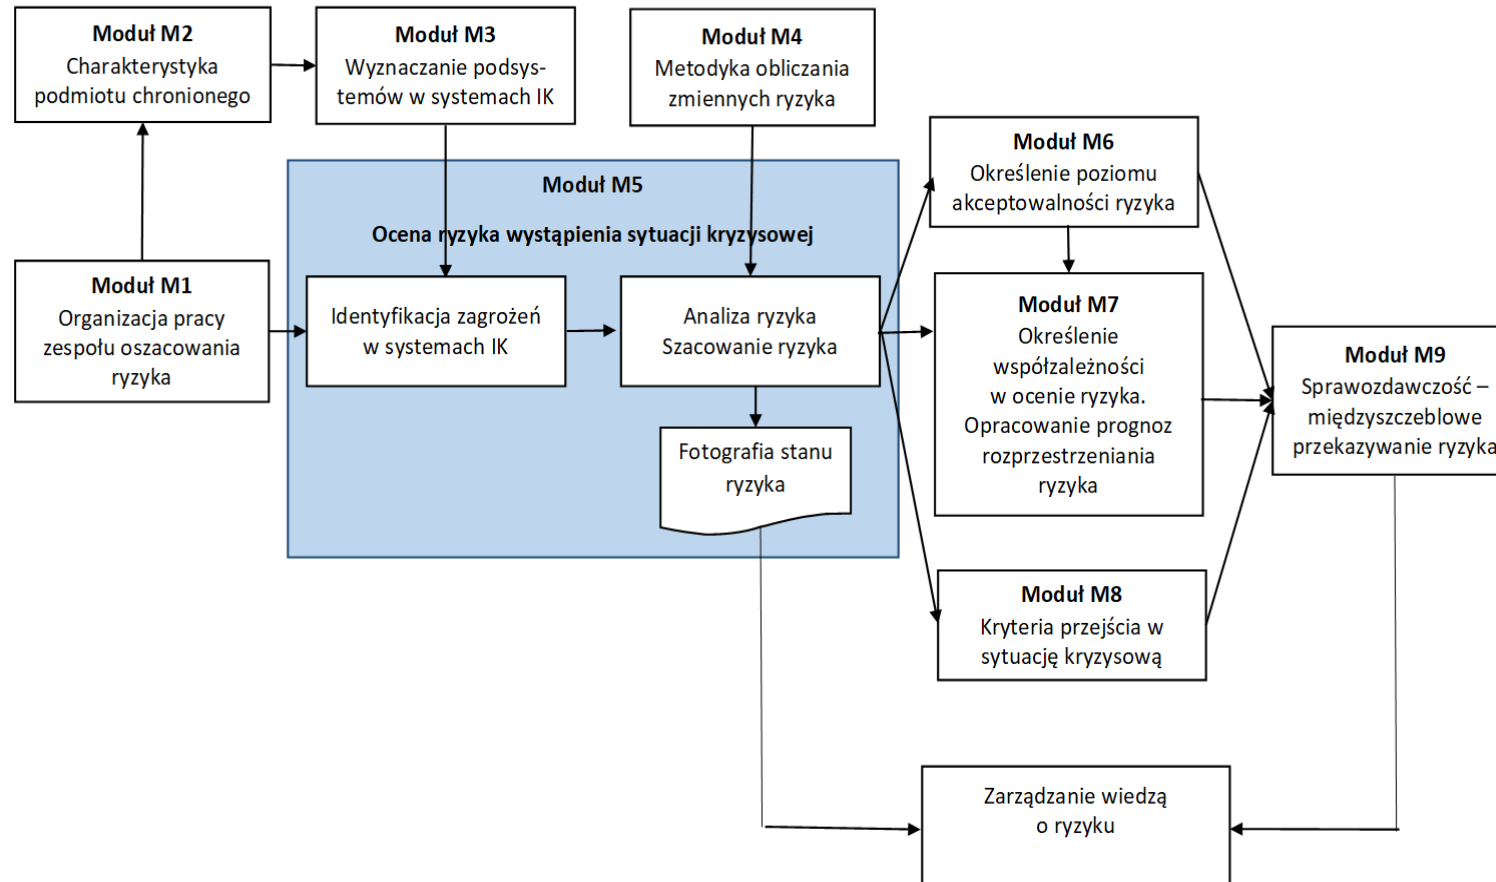 Moduł M2
Charakterystyka
podmiotu chronionego
Moduł M3
Wyznaczanie podsys-
temów w systemach IK
Moduł M4
Metodyka obliczania
zmiennych ryzyka
Moduł M5
Ocena ryzyka wystąpienia sytuacji kryzysowej
Moduł M1
Organizacja pracy
zespołu oszacowania
ryzyka
Identyfikacja zagrożeń
w systemach IK
Analiza ryzyka
Szacowanie ryzyka
Fotografia stanu
ryzyka
Moduł M6
Określenie poziomu
akceptowalności ryzyka
Moduł M7
Określenie
współzależności
w ocenie ryzyka.
Opracowanie prognoz
rozprzestrzeniania
ryzyka
Moduł M8
Kryteria przejścia w
sytuację kryzysową
Moduł M9
Sprawozdawczość –
międzyszczeblowe
przekazywanie ryzyka
Zarządzanie wiedzą
o ryzyku